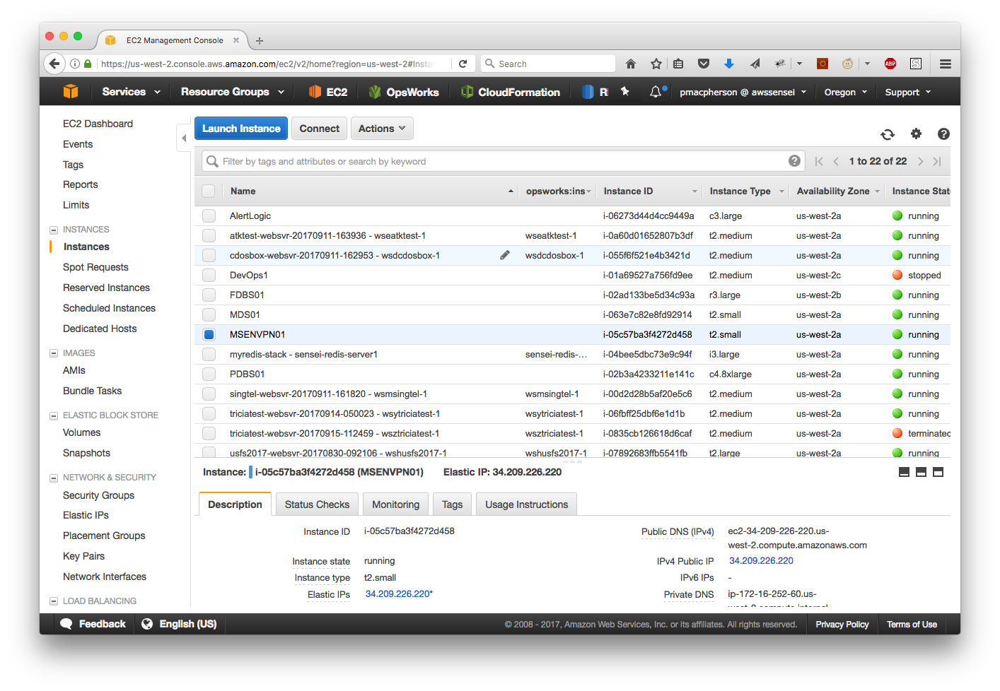 EC2 Management Console
https://us-west-2.console.aws.amazon.com/ec2/v2/home?region=us-west-2#Insta
Search
ABP
S
Services
Resource Groups
EC2
OpsWorks
CloudFormation
pmacpherson @ awssensei
Oregon
Support
EC2 Dashboard
Events
Tags
Reports
Limits
INSTANCES
Instances
Spot Requests
Reserved Instances
Scheduled Instances
Dedicated Hosts
IMAGES
AMIs
Bundle Tasks
ELASTIC BLOCK STORE
Volumes
Snapshots
NETWORK & SECURITY
Security Groups
Elastic IPs
Placement Groups
Key Pairs
Network Interfaces
LOAD BALANCING
Launch Instance Connect Actions
Filter by tags and attributes or search by keyword
1 to 22 of 22
Name opsworks:ins Instance ID Instance Type Availability Zone Instance Stat
AlertLogic i-06273d44d4cc9449a c3.large us-west-2a running
atktest-websvr-20170911-163936 - wseatktest-1 wseatktest-1 i-0a60d01652807b3df t2.medium us-west-2a running
cdosbox-websvr-20170911-162953 - wsdcdosbox-1 wsdcdosbox-1 i-055f6f521e4b3421d t2.medium us-west-2a running
DevOps1 i-01a69527a756fd9ee t2.medium us-west-2c stopped
FDBS01 i-02ad133be5d34c93a r3.large us-west-2b running
MDS01 i-063e7c82e8fd92914 t2.small us-west-2a running
MSENVPN01 i-05c57ba3f4272d458 t2.small us-west-2a running
myredis-stack - sensei-redis-server1 sensei-redis-... i-04bee5dbc73e9c94f i3.large us-west-2a running
PDBS01 i-02b3a4233211e141c c4.8xlarge us-west-2a running
singtel-websvr-20170911-161820 - wsmsingtel-1 wsmsingtel-1 i-00d2d28b5af20e5c6 t2.medium us-west-2a running
triciatest-websvr-20170914-050023 - wsytriciatest-1 wsytriciatest-1 i-06fbff25dbf6e1d1b t2.medium us-west-2a running
triciatest-websvr-20170915-112459 - wsztriciatest-1 wsztriciatest-1 i-0835cb126618d6caf t2.medium us-west-2a terminated
usfs2017-websvr-20170830-092106 - wshusfs2017-1 wshusfs2017-1 i-07892683ffb5541fb t2.large us-west-2a running
Instance: i-05c57ba3f4272d458 (MSENVPN01) Elastic IP: 34.209.226.220
Description Status Checks Monitoring Tags Usage Instructions
Instance ID i-05c57ba3f4272d458
Instance state running
Instance type t2.small
Elastic IPs 34.209.226.220*
Public DNS (IPv4) ec2-34-209-226-220.us-
west-2.compute.amazonaws.com
IPv4 Public IP 34.209.226.220
IPv6 IPs -
Private DNS ip-172-16-252-60.us-
west-2.compute.internal
Feedback
English (US)
© 2008 - 2017, Amazon Web Services, Inc. or its affiliates. All rights reserved.
Privacy Policy
Terms of Use